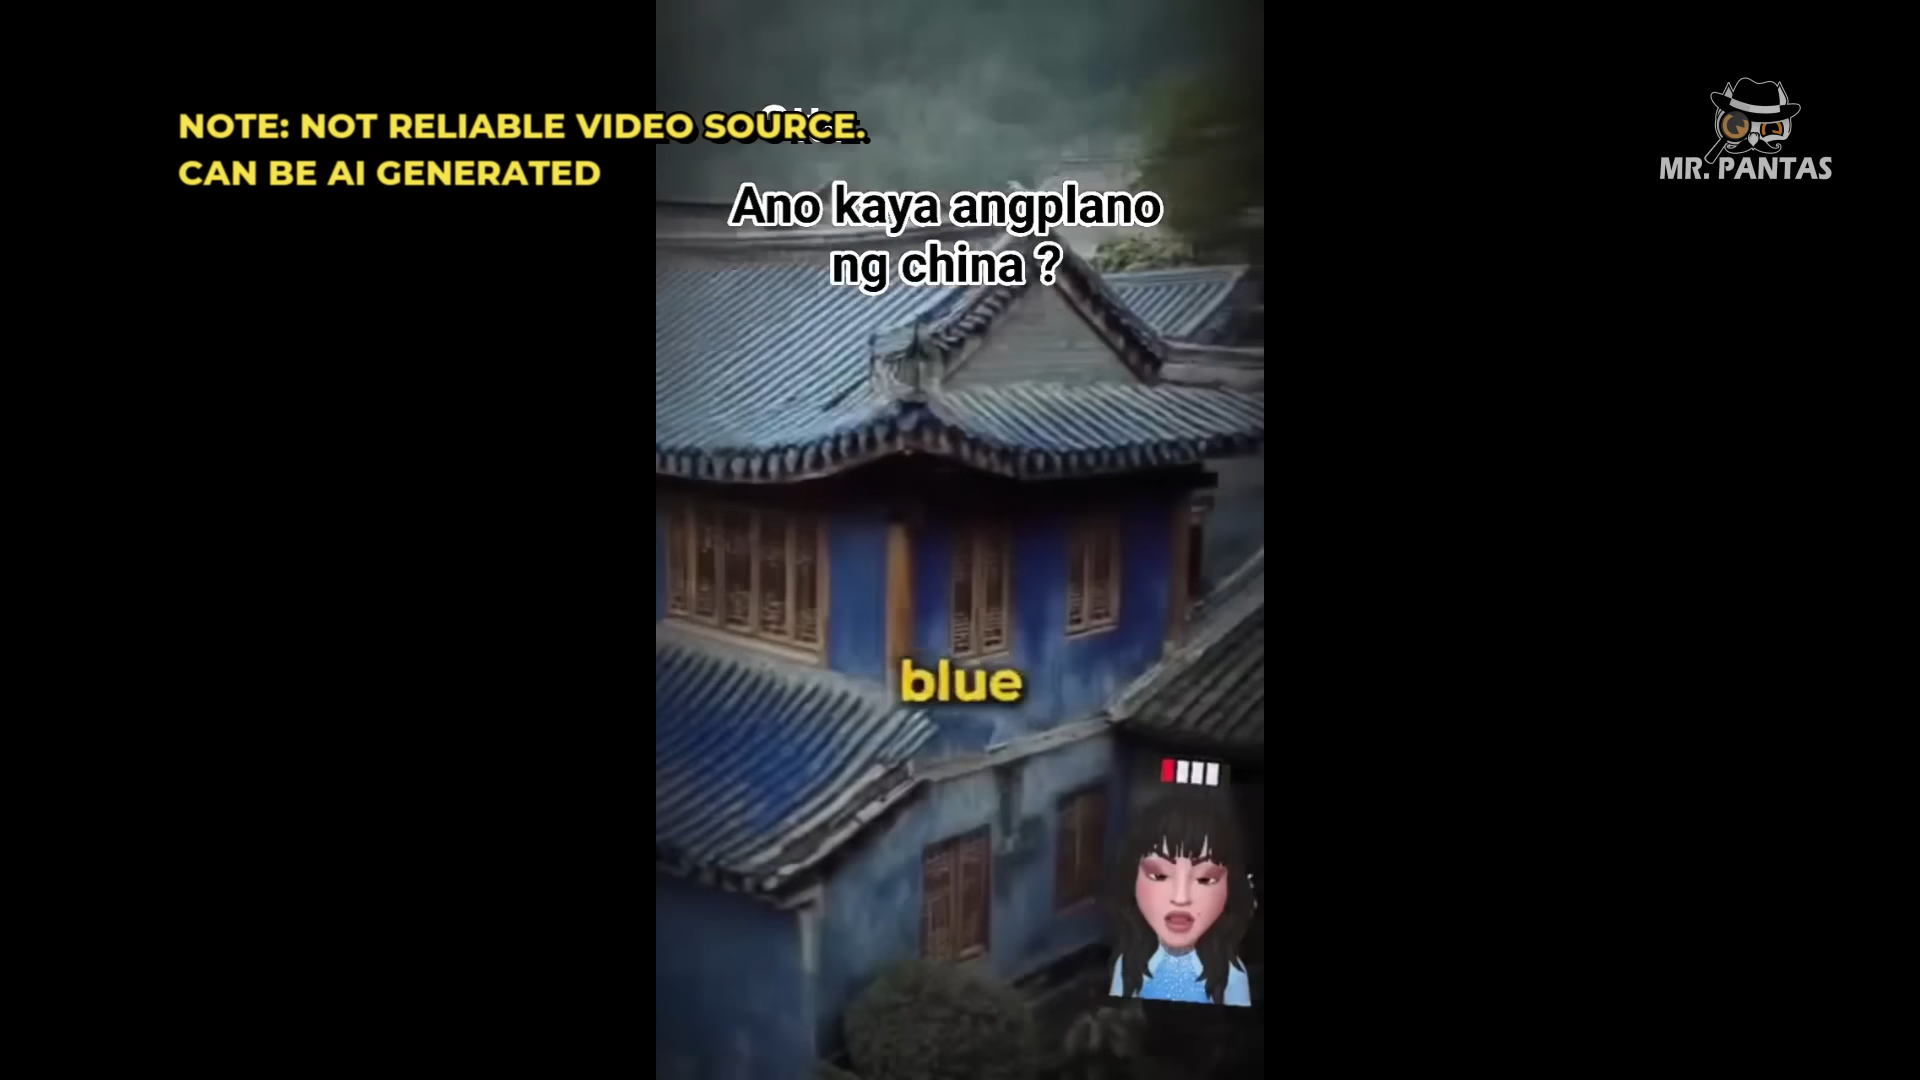 NOTE: NOT RELIABLE VIDEO SOURCE.
CAN BE AI GENERATED
MR. PANTAS
Ano kaya angplano
ng china ?
blue